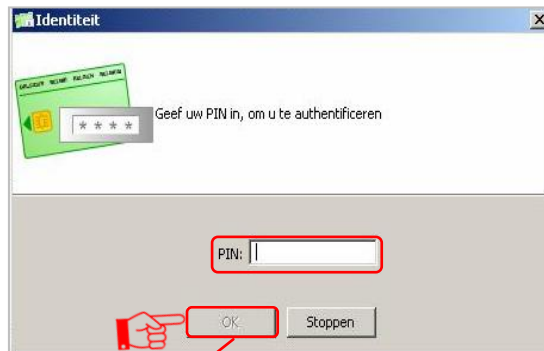 Identiteit
Geef uw PIN in, om u te authentificeren
* * * *
PIN:
OK
Stoppen